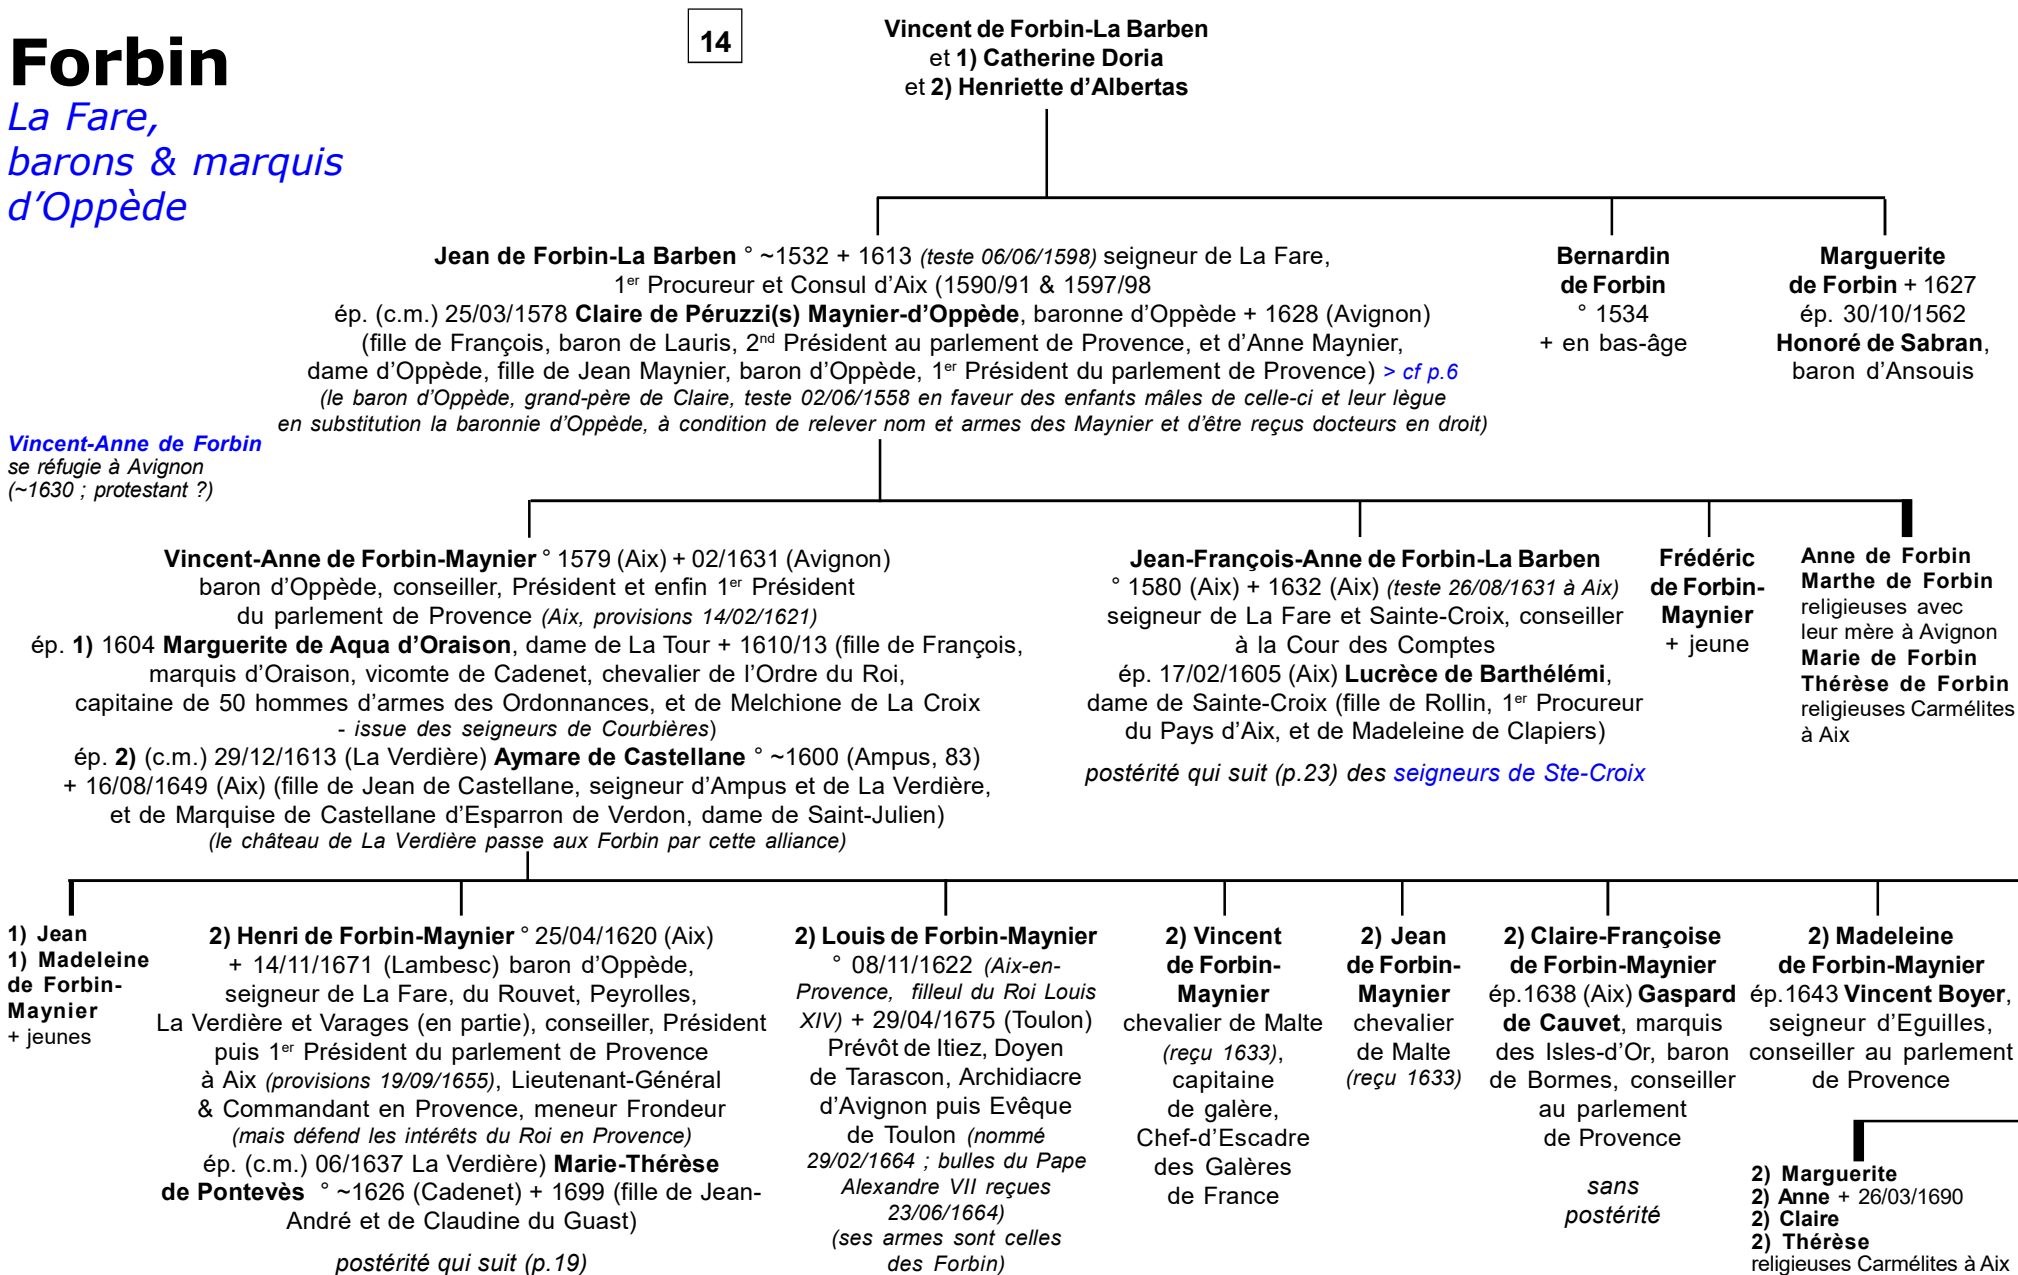 Forbin
La Fare,
barons & marquis
d'Oppède
14
Vincent de Forbin-La Barben
et 1) Catherine Doria
et 2) Henriette d'Albertas
Jean de Forbin-La Barben ° ~1532 + 1613 (teste 06/06/1598) seigneur de La Fare,
1er Procureur et Consul d'Aix (1590/91 & 1597/98
ép. (c.m.) 25/03/1578 Claire de Péruzzi(s) Maynier-d'Oppède, baronne d'Oppède + 1628 (Avignon)
(fille de François, baron de Lauris, 2nd Président au parlement de Provence, et d'Anne Maynier,
dame d'Oppède, fille de Jean Maynier, baron d'Oppède, 1er Président du parlement de Provence) > cf p.6
(le baron d'Oppède, grand-père de Claire, teste 02/06/1558 en faveur des enfants mâles de celle-ci et leur lègue
en substitution la baronnie d'Oppède, à condition de relever nom et armes des Maynier et d'être reçus docteurs en droit)
Bernardin
de Forbin
° 1534
+ en bas-âge
Marguerite
de Forbin + 1627
ép. 30/10/1562
Honoré de Sabran,
baron d'Ansouis
Vincent-Anne de Forbin
se réfugie à Avignon
(~1630 ; protestant ?)
Vincent-Anne de Forbin-Maynier ° 1579 (Aix) + 02/1631 (Avignon)
baron d'Oppède, conseiller, Président et enfin 1er Président
du parlement de Provence (Aix, provisions 14/02/1621)
ép. 1) 1604 Marguerite de Aqua d'Oraison, dame de La Tour + 1610/13 (fille de François,
marquis d'Oraison, vicomte de Cadenet, chevalier de l'Ordre du Roi,
capitaine de 50 hommes d'armes des Ordonnances, et de Melchione de La Croix
- issue des seigneurs de Courbières)
ép. 2) (c.m.) 29/12/1613 (La Verdière) Aymare de Castellane ° ~1600 (Ampus, 83)
+ 16/08/1649 (Aix) (fille de Jean de Castellane, seigneur d'Ampus et de La Verdière,
et de Marquise de Castellane d'Esparron de Verdon, dame de Saint-Julien)
(le château de La Verdière passe aux Forbin par cette alliance)
Jean-François-Anne de Forbin-La Barben
° 1580 (Aix) + 1632 (Aix) (teste 26/08/1631 à Aix)
seigneur de La Fare et Sainte-Croix, conseiller
à la Cour des Comptes
ép. 17/02/1605 (Aix) Lucrèce de Barthélémi,
dame de Sainte-Croix (fille de Rollin, 1er Procureur
du Pays d'Aix, et de Madeleine de Clapiers)
postérité qui suit (p.23) des seigneurs de Ste-Croix
Frédéric
de Forbin-
Maynier
+ jeune
Anne de Forbin
Marthe de Forbin
religieuses avec
leur mère à Avignon
Marie de Forbin
Thérèse de Forbin
religieuses Carmélites
à Aix
1) Jean
1) Madeleine
de Forbin-
Maynier
+ jeunes
2) Henri de Forbin-Maynier ° 25/04/1620 (Aix)
+ 14/11/1671 (Lambesc) baron d'Oppède,
seigneur de La Fare, du Rouvet, Peyrolles,
La Verdière et Varages (en partie), conseiller, Président
puis 1er Président du parlement de Provence
à Aix (provisions 19/09/1655), Lieutenant-Général
& Commandant en Provence, meneur Frondeur
(mais défend les intérêts du Roi en Provence)
ép. (c.m.) 06/1637 La Verdière) Marie-Thérèse
de Pontevès ° ~1626 (Cadenet) + 1699 (fille de Jean-
André et de Claudine du Guast)
postérité qui suit (p.19)
2) Louis de Forbin-Maynier
° 08/11/1622 (Aix-en-
Provence, filleul du Roi Louis
XIV) + 29/04/1675 (Toulon)
Prévôt de Itiez, Doyen
de Tarascon, Archidiacre
d'Avignon puis Evêque
de Toulon (nommé
29/02/1664 ; bulles du Pape
Alexandre VII reçues
23/06/1664)
(ses armes sont celles
des Forbin)
2) Vincent
de Forbin-
Maynier
chevalier de Malte
(reçu 1633),
capitaine
de galère,
Chef-d'Escadre
des Galères
de France
2) Jean
de Forbin-
Maynier
chevalier
de Malte
(reçu 1633)
2) Claire-Françoise
de Forbin-Maynier
ép.1638 (Aix) Gaspard
de Cauvet, marquis
des Isles-d'Or, baron
de Bormes, conseiller
au parlement
de Provence
sans
postérité
2) Madeleine
de Forbin-Maynier
ép.1643 Vincent Boyer,
seigneur d'Eguilles,
conseiller au parlement
de Provence
2) Marguerite
2) Anne + 26/03/1690
2) Claire
2) Thérèse
religieuses Carmélites à Aix